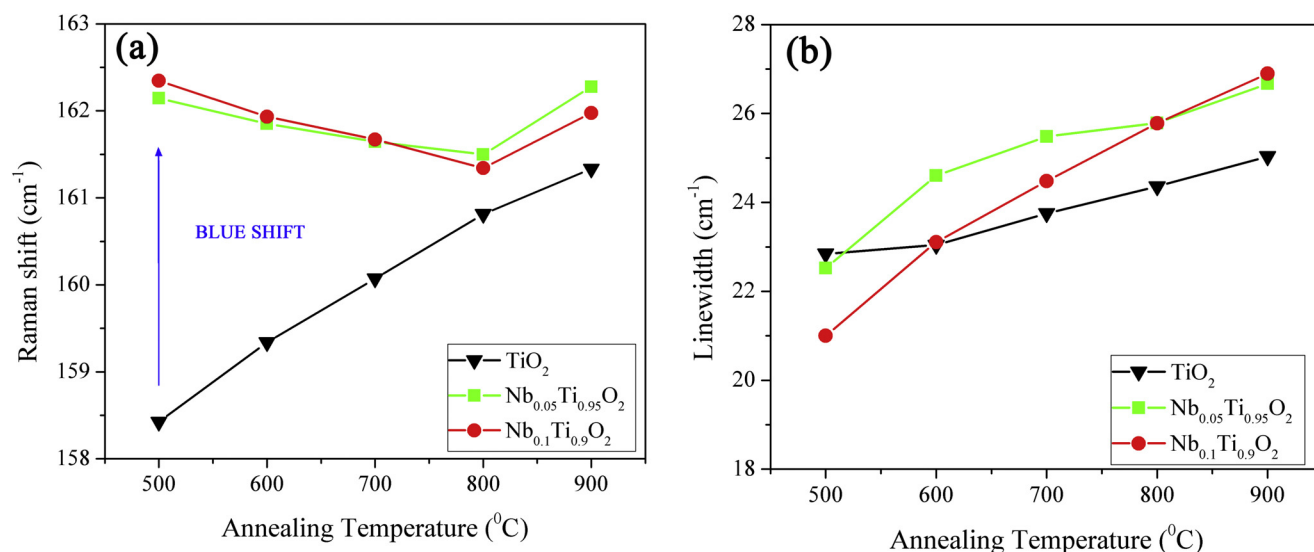 (a)
163
162
161
160
159
158
Raman shift (cm⁻¹)
BLUE SHIFT
TiO₂
Nb₀.₀₅Ti₀.₉₅O₂
Nb₀.₁Ti₀.₉O₂
500 600 700 800 900
Annealing Temperature (⁰C)
(b)
28
26
24
22
20
18
Linewidth (cm⁻¹)
TiO₂
Nb₀.₀₅Ti₀.₉₅O₂
Nb₀.₁Ti₀.₉O₂
500 600 700 800 900
Annealing Temperature (⁰C)